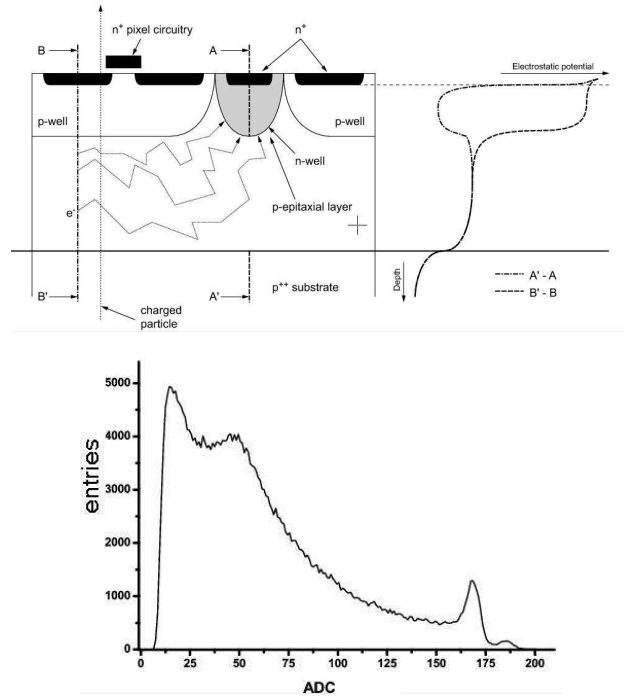 n+ pixel circuitry
B
A
n+
Electrostatic potential
p-well
p-well
n-well
p-epitaxial layer
e-
B'
A'
p++ substrate
charged
particle
Depth
A' - A
B' - B
5000
4000
3000
2000
1000
0
entries
0 25 50 75 100 125 150 175 200
ADC